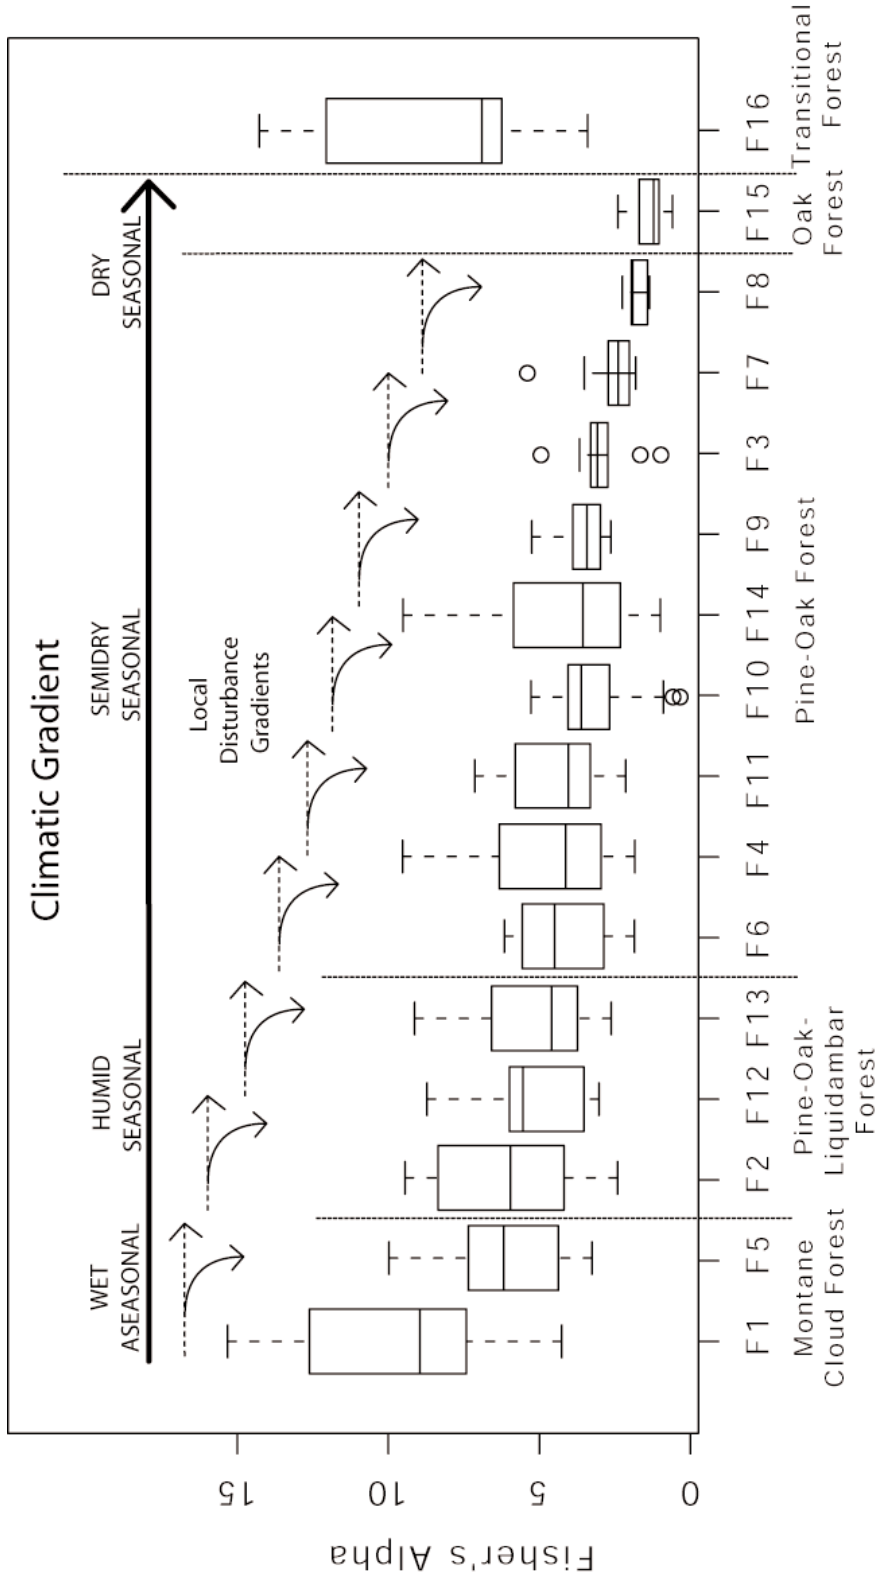 Climatic Gradient
WET
ASEASONAL
HUMID
SEASONAL
SEMIDRY
SEASONAL
DRY
SEASONAL
Local
Disturbance
Gradients
Fisher's Alpha
15
10
5
0
F1 F5 F2 F12 F13 F6 F4 F11 F10 F14 F9 F3 F7 F8 F15 F16
Montane
Cloud Forest
Pine-Oak-
Liquidambar
Forest
Pine-Oak Forest
Oak
Forest
Transitional
Forest